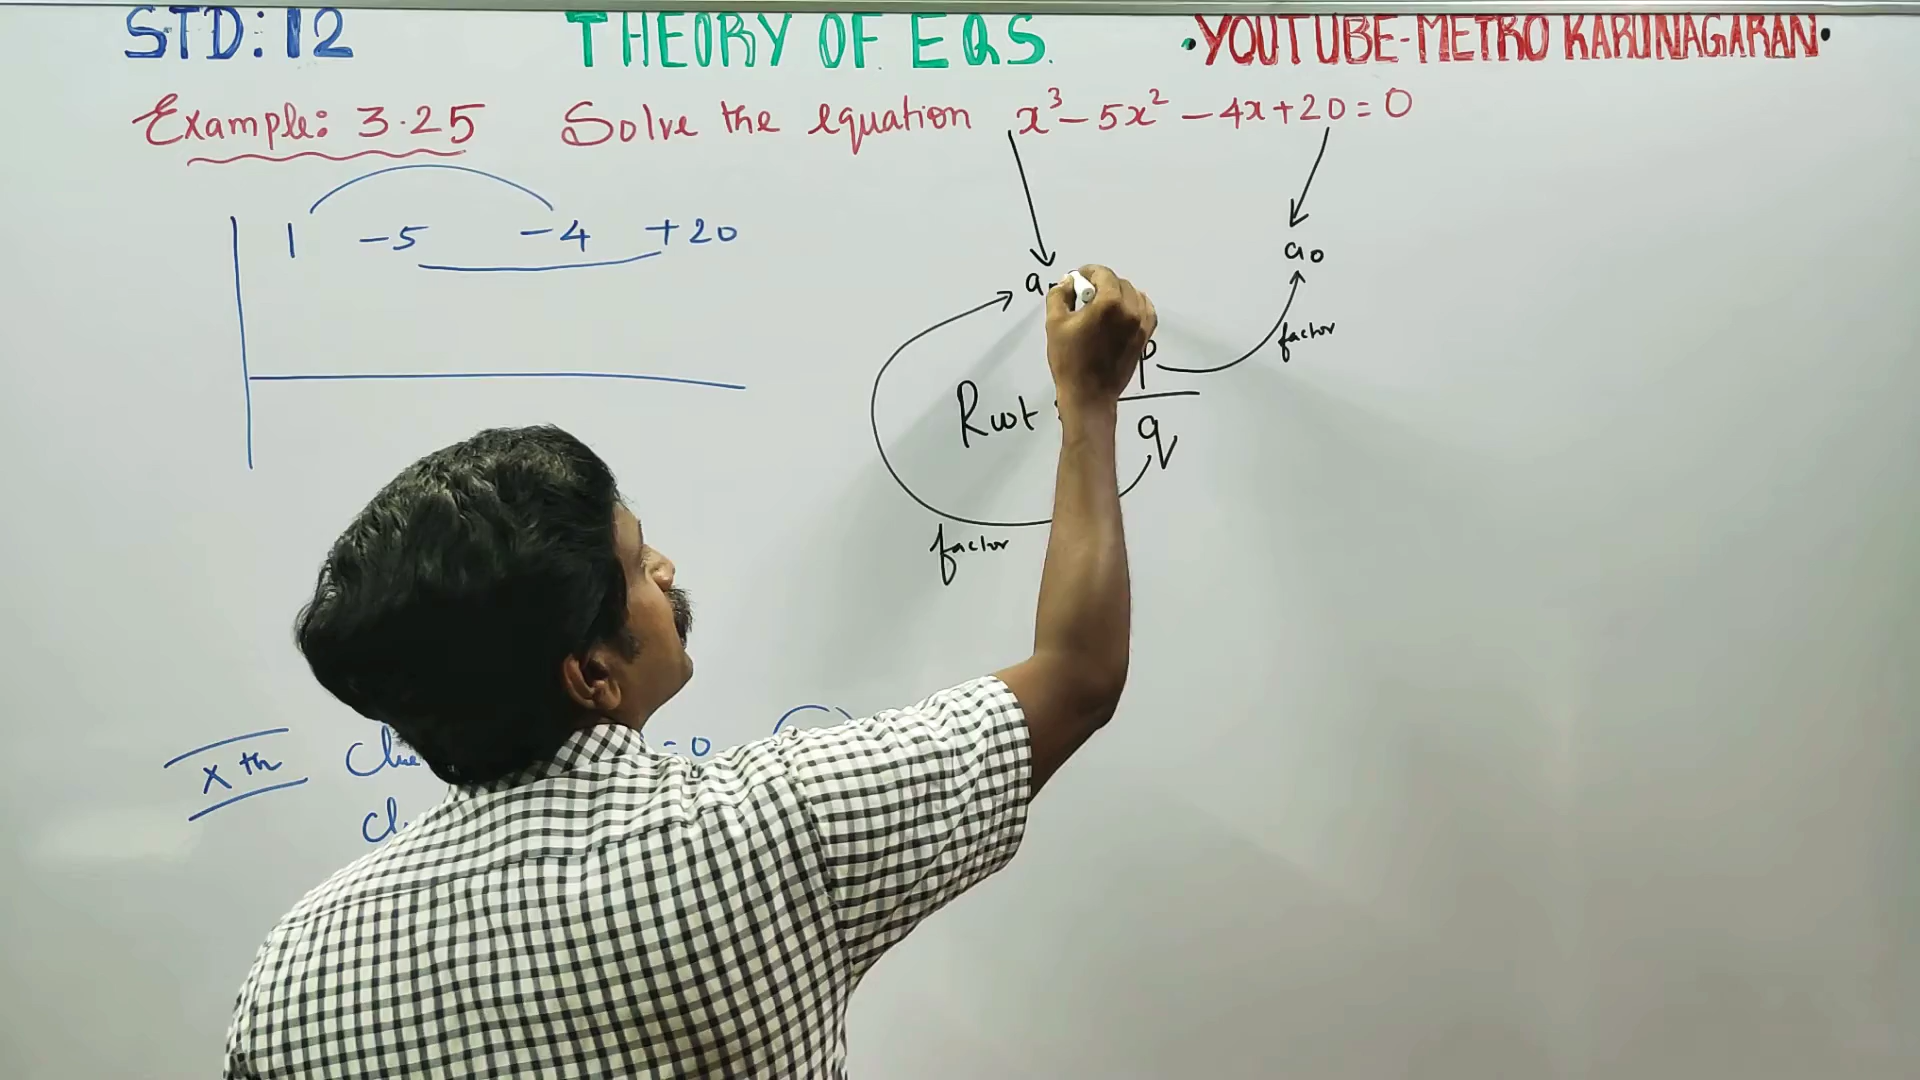 STD: 12 THEORY OF EQS. •YOUTUBE-METRO KARUNAGARAN•
Example: 3.25 Solve the equation x³ - 5x² - 4x + 20 = 0
1 -5 -4 +20
a₀
a
factor
p
Root
q
factor
X th = 0